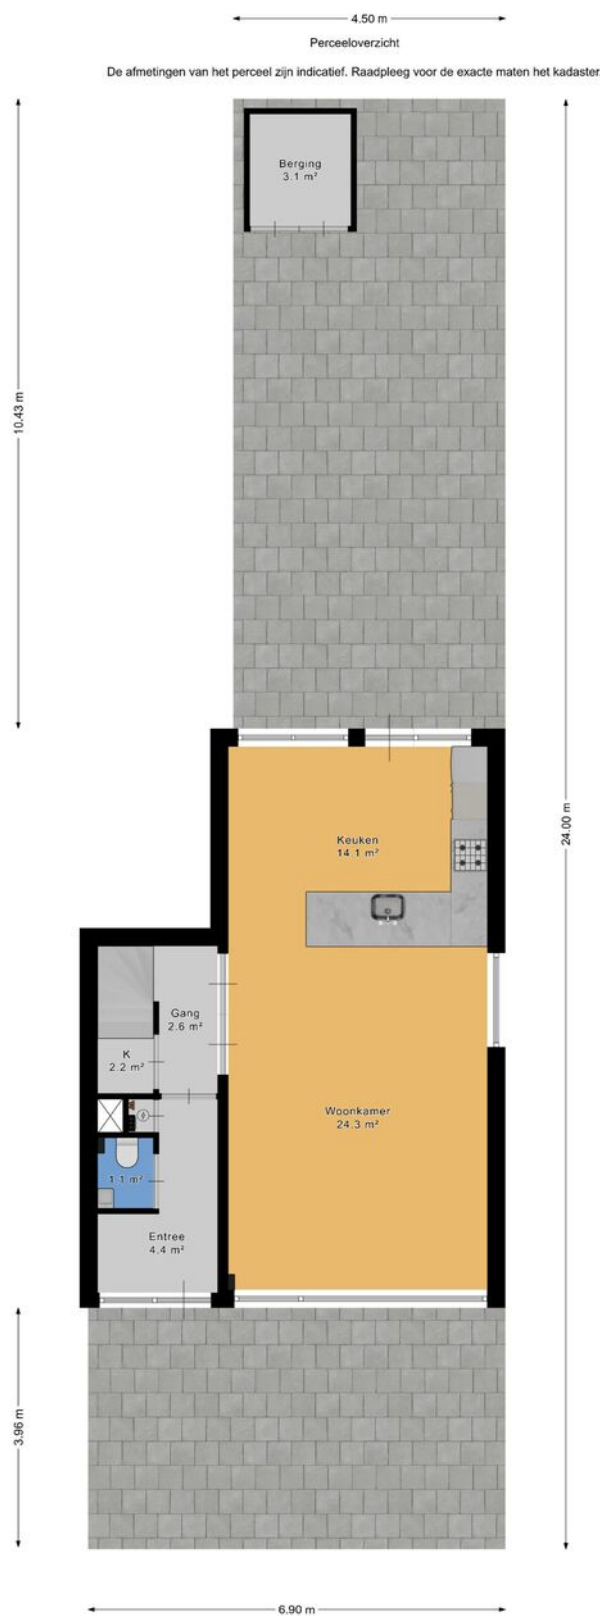 4.50 m
Perceeloverzicht
De afmetingen van het perceel zijn indicatief. Raadpleeg voor de exacte maten het kadaster.
Berging
3.1 m²
10.43 m
24.00 m
Keuken
14.1 m²
Gang
2.6 m²
K
2.2 m²
Woonkamer
24.3 m²
1.1 m²
Entree
4.4 m²
3.96 m
6.90 m